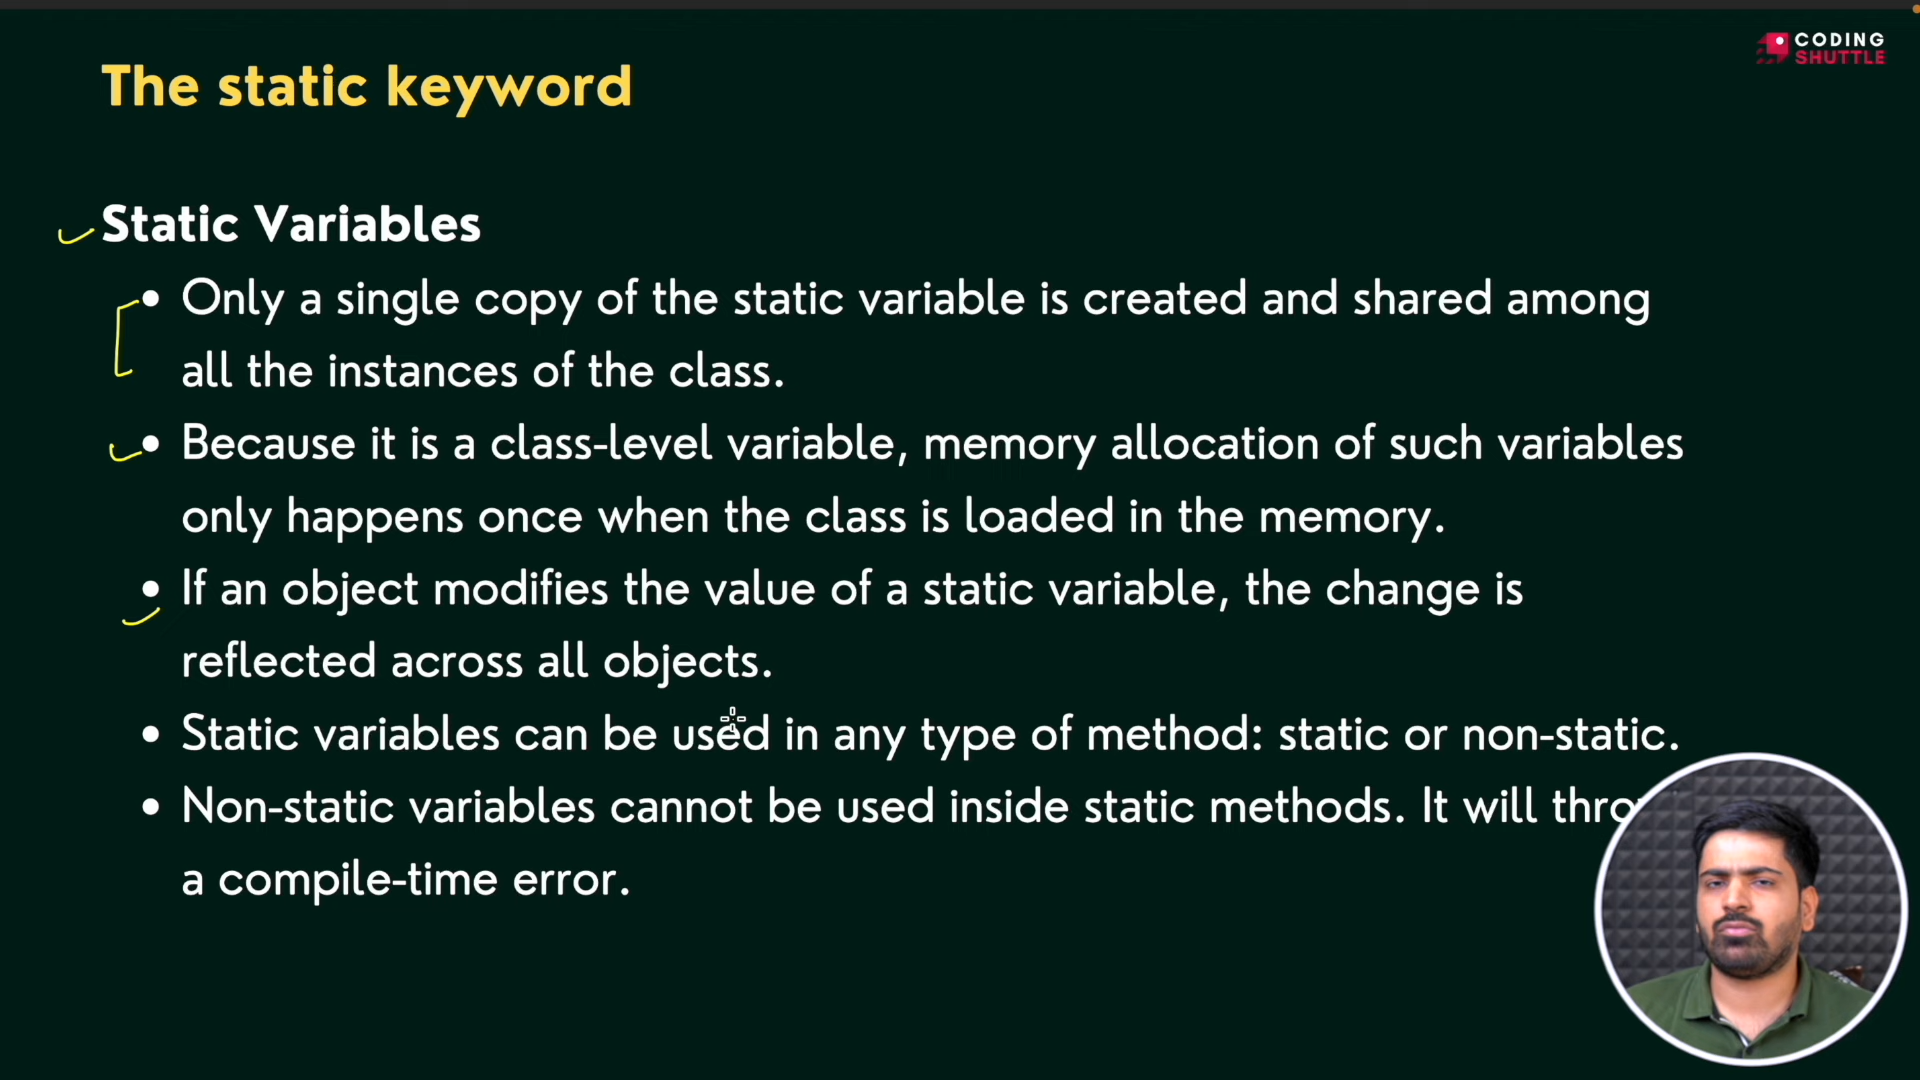 CODING
SHUTTLE
The static keyword
Static Variables
• Only a single copy of the static variable is created and shared among
all the instances of the class.
• Because it is a class-level variable, memory allocation of such variables
only happens once when the class is loaded in the memory.
• If an object modifies the value of a static variable, the change is
reflected across all objects.
• Static variables can be used in any type of method: static or non-static.
• Non-static variables cannot be used inside static methods. It will
a compile-time error.